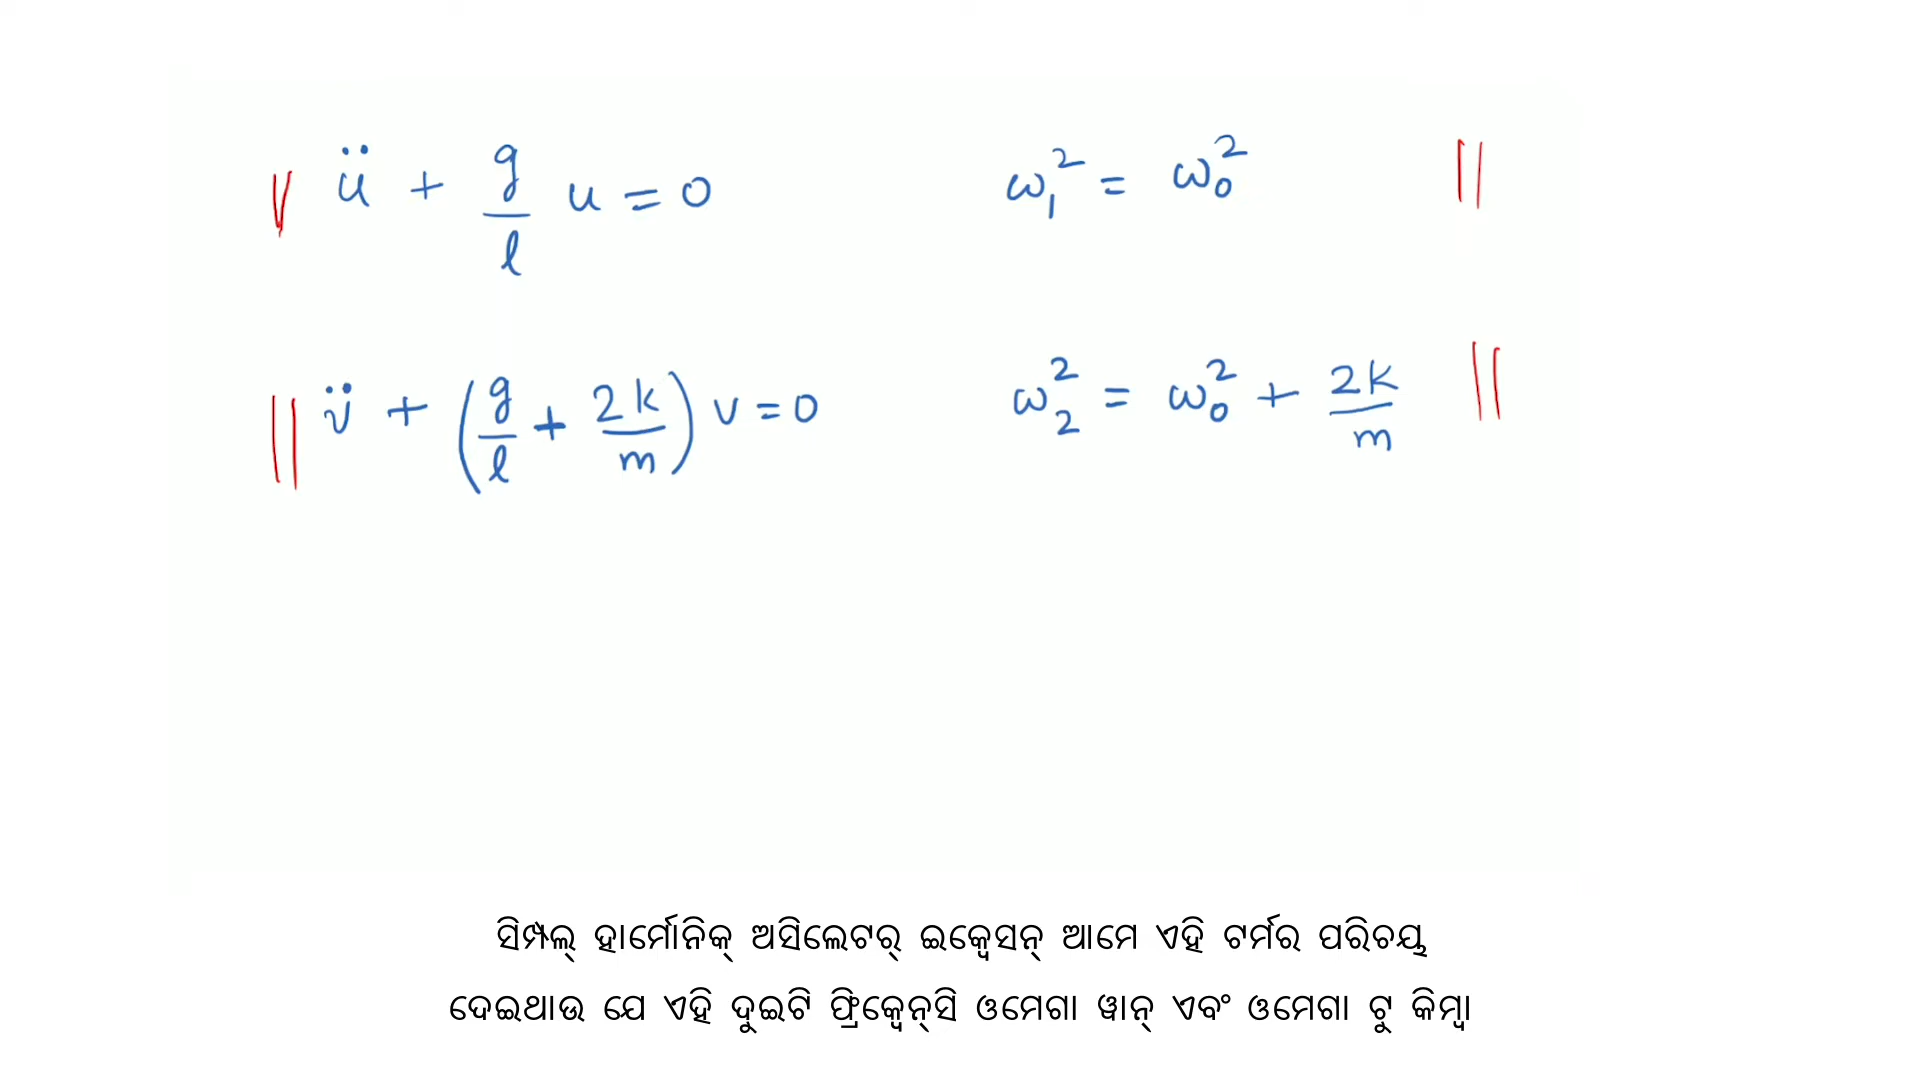 ü + g/l u = 0 ω₁² = ω₀²
v̈ + (g/l + 2k/m) v = 0 ω₂² = ω₀² + 2k/m
ସିମ୍ପଲ୍ ହାର୍ମୋନିକ୍ ଅସିଲେଟର୍ ଇକ୍ୱେସନ୍ ଆମେ ଏହି ଟର୍ମର ପରିଚୟ
ଦେଇଥାଉ ଯେ ଏହି ଦୁଇଟି ଫ୍ରିକ୍ୱେନ୍‌ସି ଓମେଗା ୱାନ୍ ଏବଂ ଓମେଗା ଟୁ କିମ୍ବା